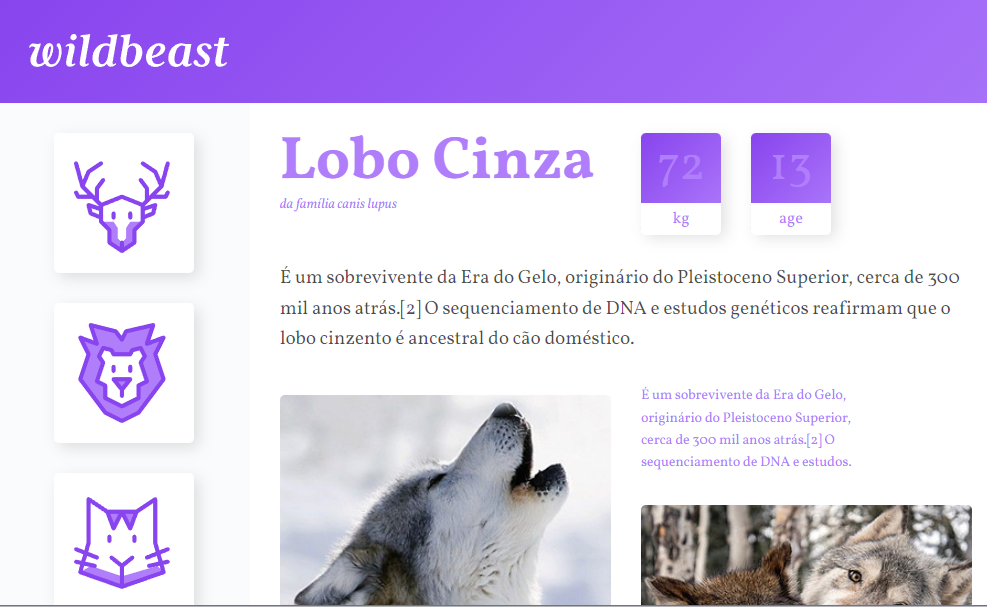 wildbeast
Lobo Cinza
da família canis lupus
72
kg
13
age
É um sobrevivente da Era do Gelo, originário do Pleistoceno Superior, cerca de 300
mil anos atrás.[2] O sequenciamento de DNA e estudos genéticos reafirmam que o
lobo cinzento é ancestral do cão doméstico.
É um sobrevivente da Era do Gelo,
originário do Pleistoceno Superior,
cerca de 300 mil anos atrás.[2] O
sequenciamento de DNA e estudos.